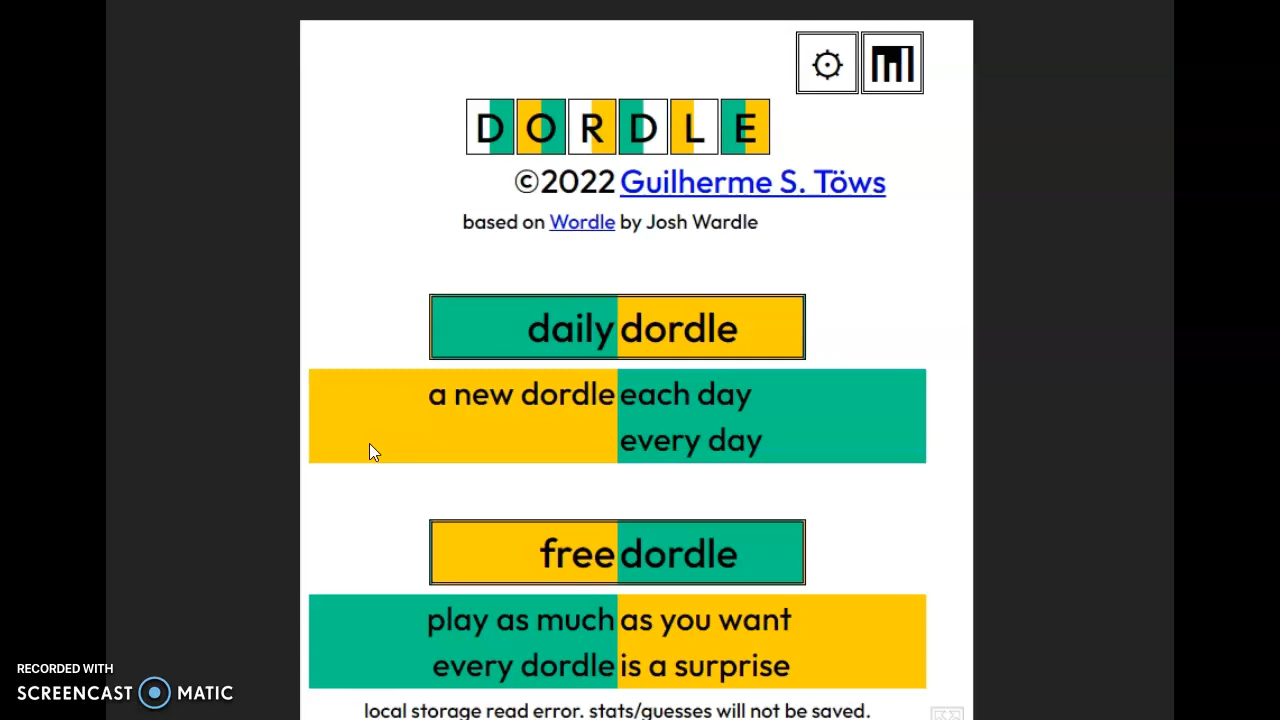 DORDLE
©2022 Guilherme S. Töws
based on Wordle by Josh Wardle
daily dordle
a new dordle each day
every day
free dordle
play as much as you want
every dordle is a surprise
local storage read error. stats/guesses will not be saved.
RECORDED WITH
SCREENCAST MATIC